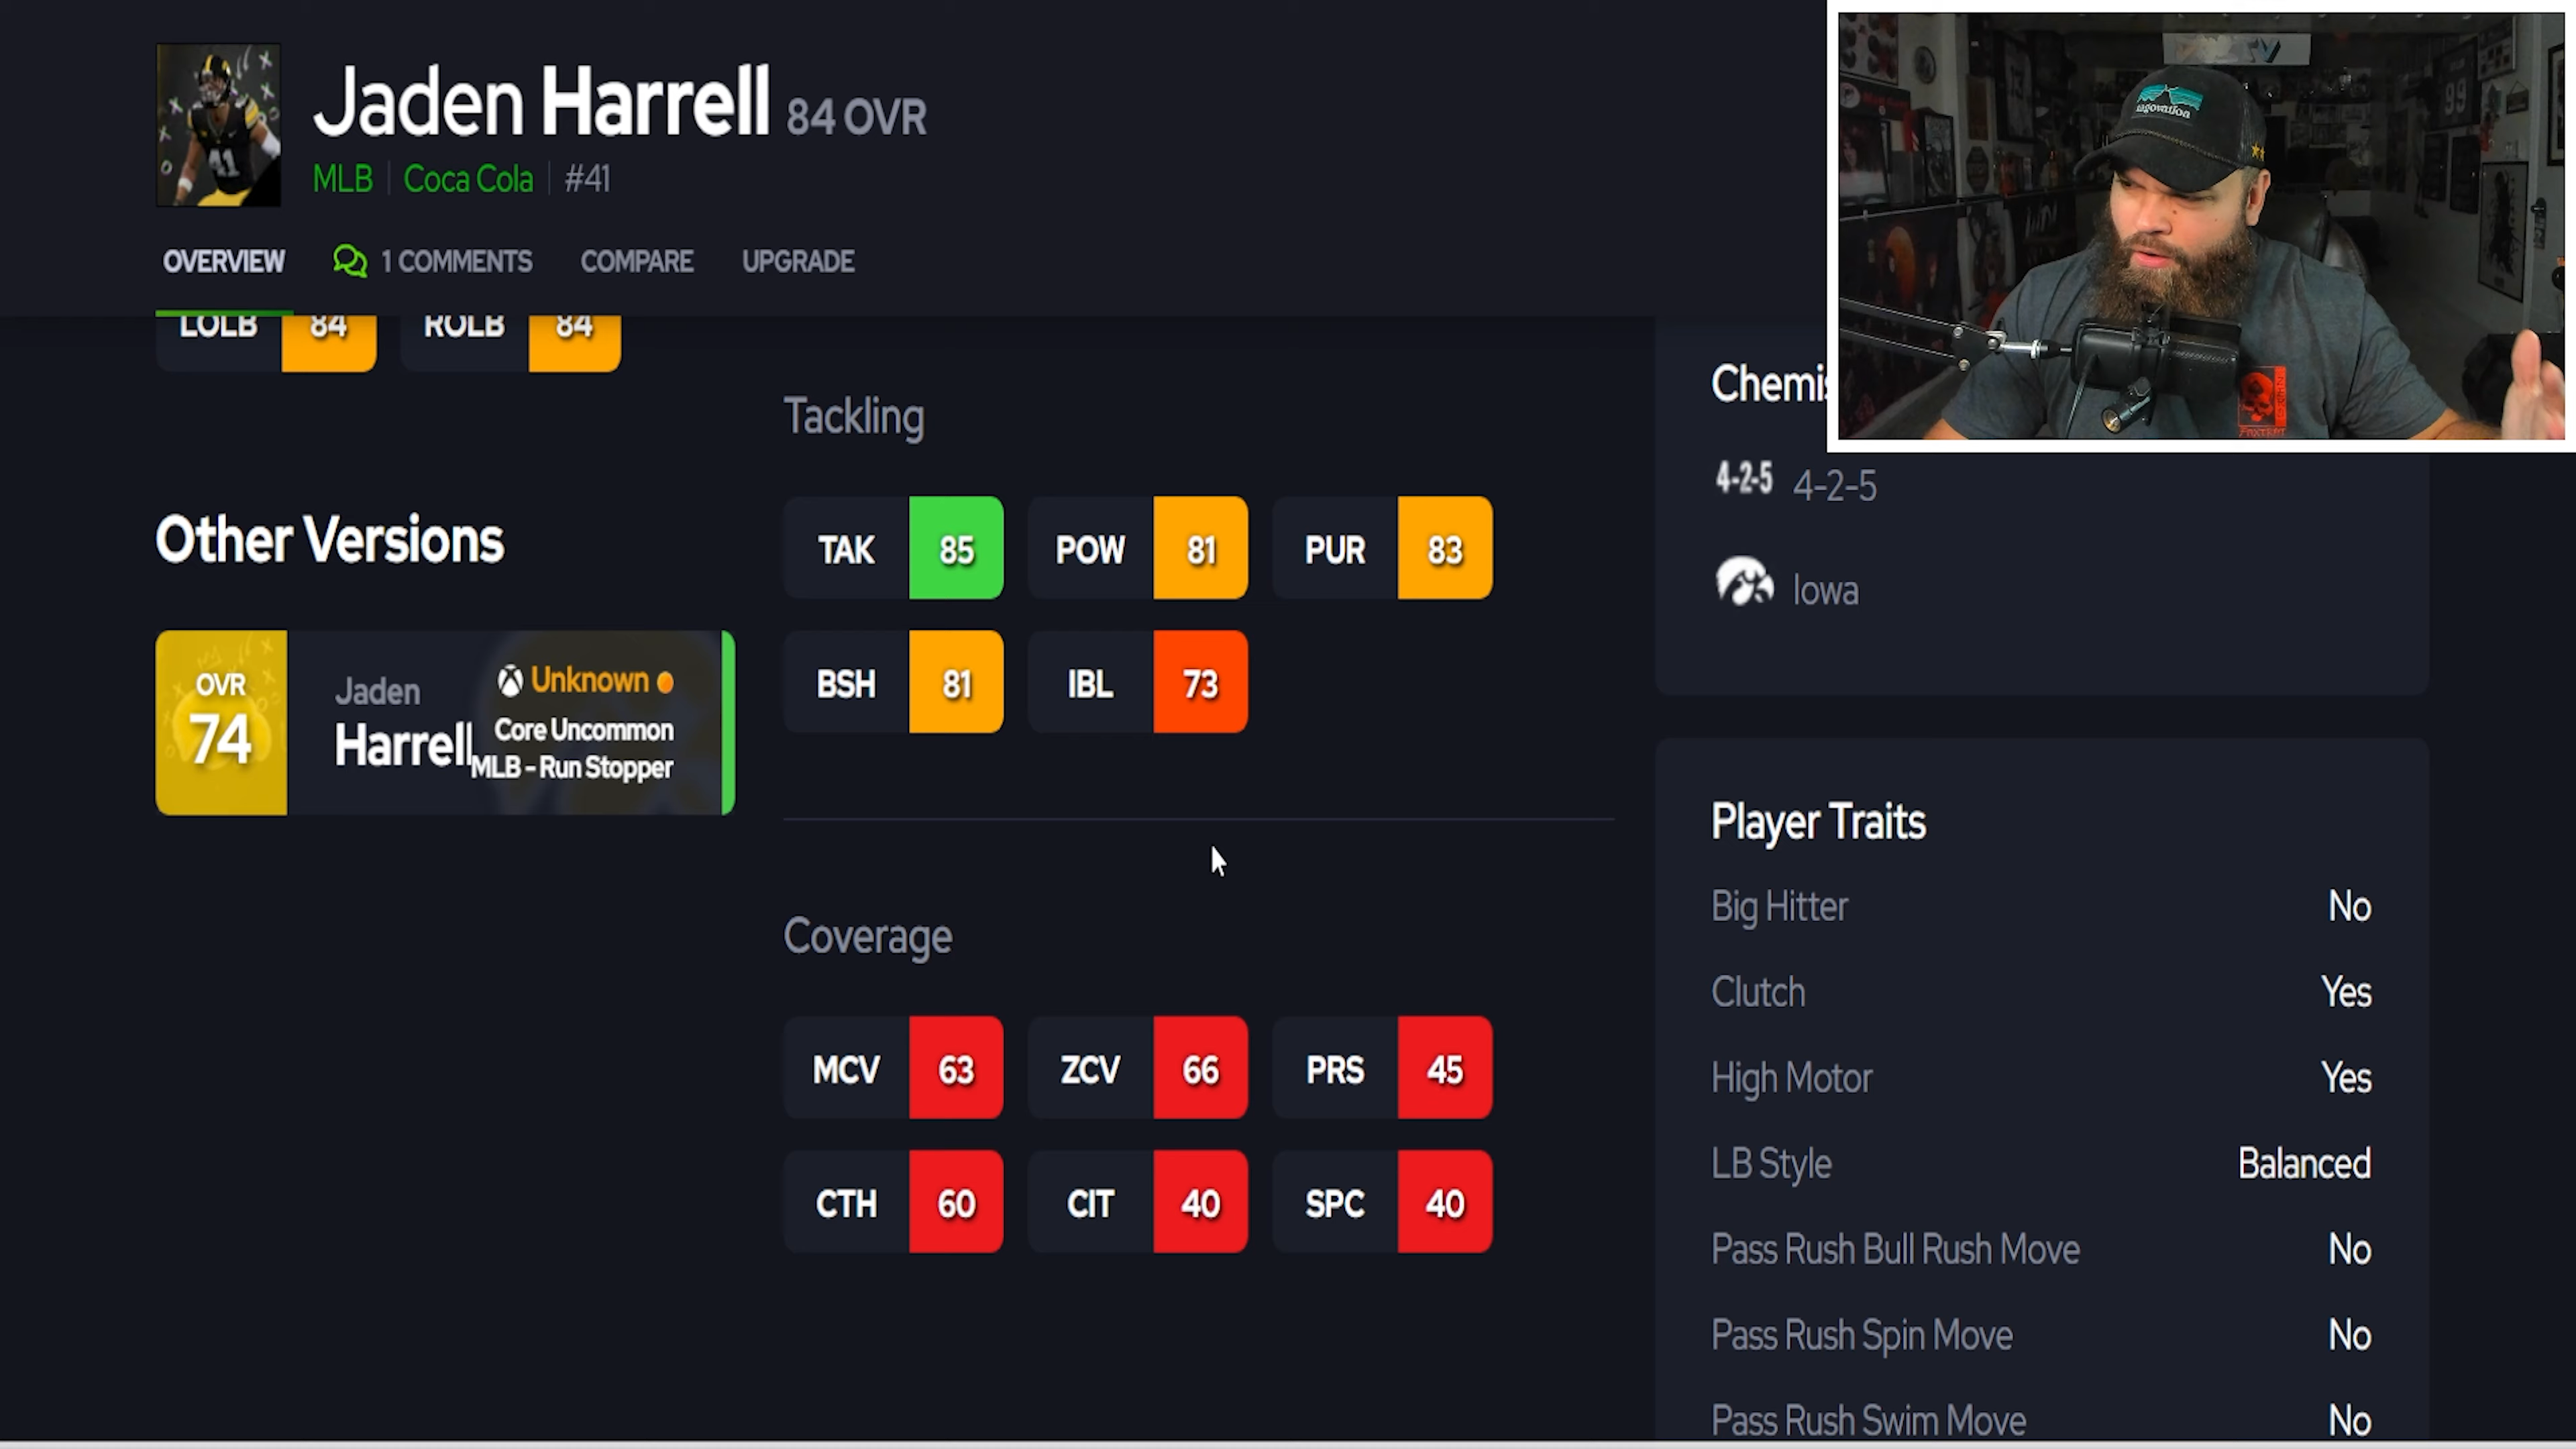 Jaden Harrell 84 OVR
MLB | Coca Cola | #41
OVERVIEW 1 COMMENTS COMPARE UPGRADE
LOLB 84 ROLB 84
Other Versions
OVR
74
Jaden
Harrell
Unknown
Core Uncommon
MLB - Run Stopper
Tackling
TAK 85 POW 81 PUR 83
BSH 81 IBL 73
Coverage
MCV 63 ZCV 66 PRS 45
CTH 60 CIT 40 SPC 40
Chemis
4-2-5 4-2-5
Iowa
Player Traits
Big Hitter No
Clutch Yes
High Motor Yes
LB Style Balanced
Pass Rush Bull Rush Move No
Pass Rush Spin Move No
Pass Rush Swim Move No
41
99